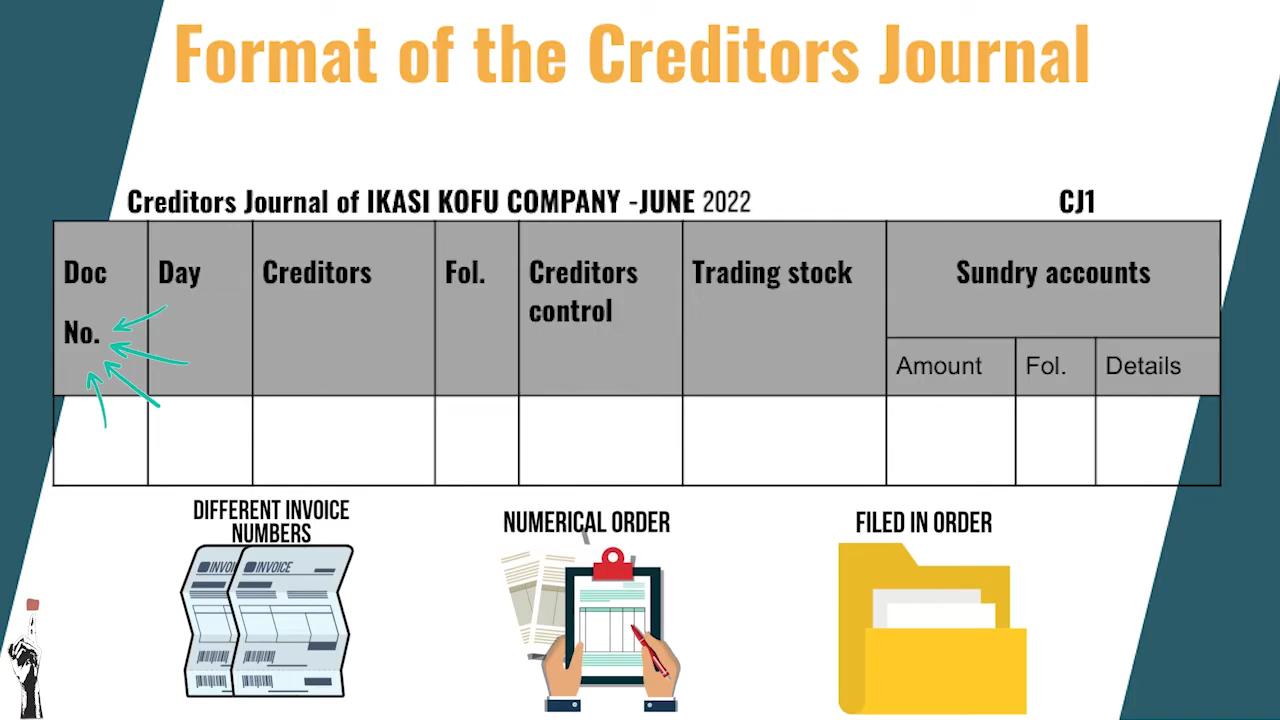 Format of the Creditors Journal
Creditors Journal of IKASI KOFU COMPANY -JUNE 2022
CJ1
Doc
No.
Day
Creditors
Fol.
Creditors
control
Trading stock
Sundry accounts
Amount
Fol.
Details
DIFFERENT INVOICE
NUMBERS
NUMERICAL ORDER
FILED IN ORDER
INVOI
INVOICE